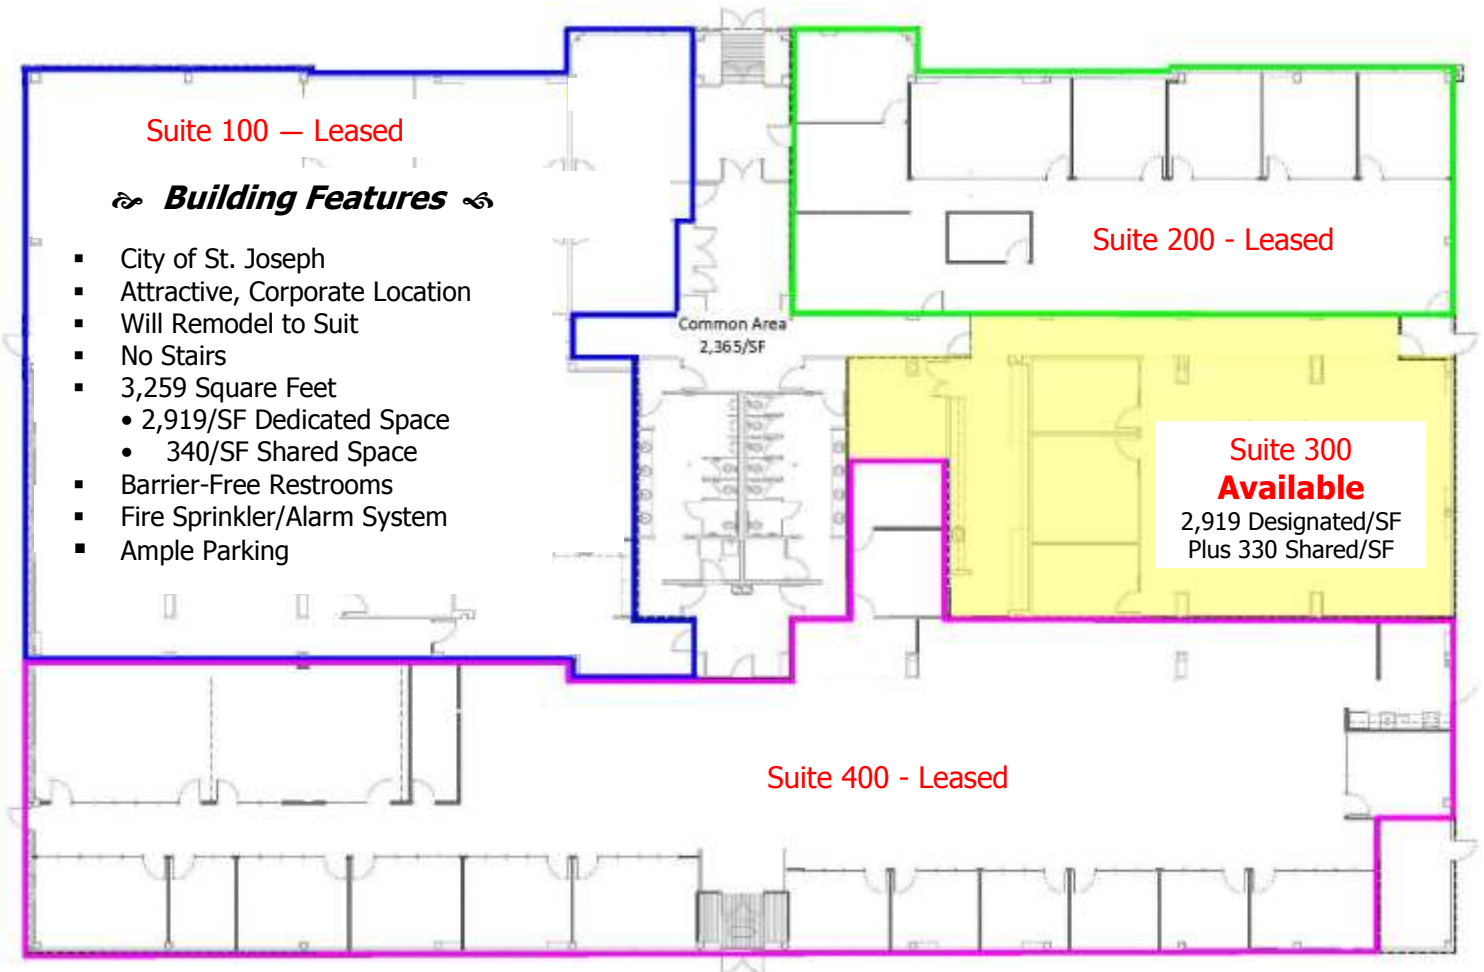 Suite 100 — Leased
Building Features
▪ City of St. Joseph
▪ Attractive, Corporate Location
▪ Will Remodel to Suit
▪ No Stairs
▪ 3,259 Square Feet
• 2,919/SF Dedicated Space
• 340/SF Shared Space
▪ Barrier-Free Restrooms
▪ Fire Sprinkler/Alarm System
▪ Ample Parking
Suite 200 - Leased
Common Area
2,365/SF
Suite 300
Available
2,919 Designated/SF
Plus 330 Shared/SF
Suite 400 - Leased